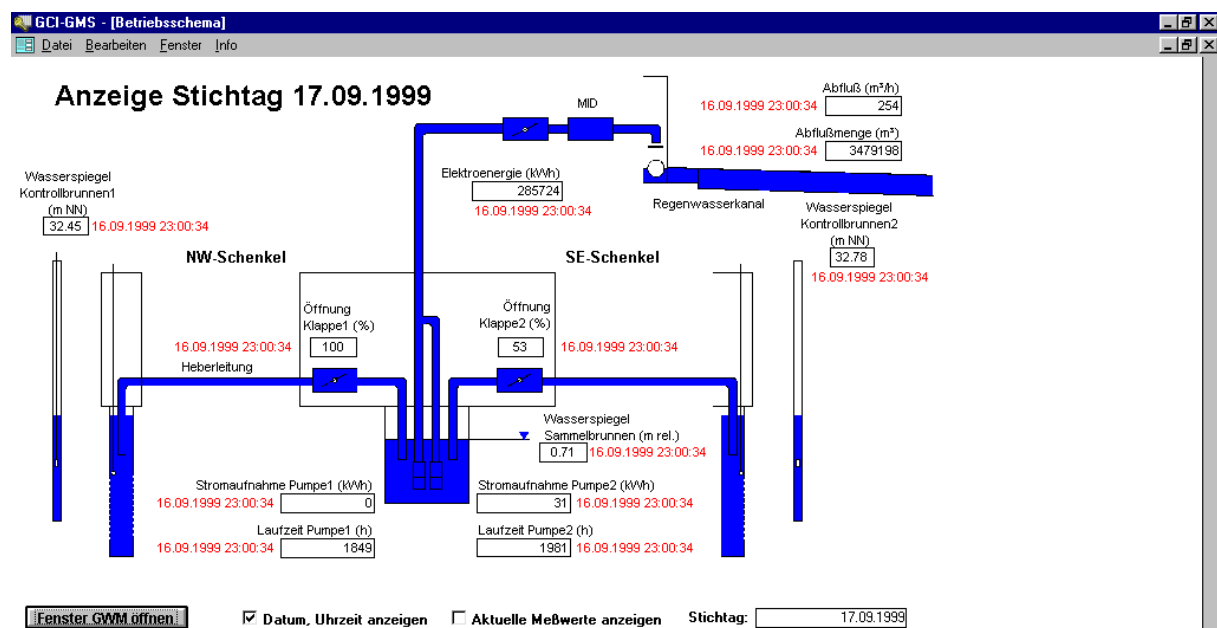 GCI-GMS - [Betriebsschema]
Datei Bearbeiten Fenster Info
Anzeige Stichtag 17.09.1999
MID
Abfluß (m³/h)
16.09.1999 23:00:34 254
Abflußmenge (m³)
16.09.1999 23:00:34 3479198
Elektroenergie (kWh)
285724
16.09.1999 23:00:34
Regenwasserkanal
Wasserspiegel
Kontrollbrunnen1
(m NN)
32.45 16.09.1999 23:00:34
Wasserspiegel
Kontrollbrunnen2
(m NN)
32.78
16.09.1999 23:00:34
NW-Schenkel
SE-Schenkel
Öffnung
Klappe1 (%)
16.09.1999 23:00:34 100
Öffnung
Klappe2 (%)
53 16.09.1999 23:00:34
Heberleitung
Wasserspiegel
Sammelbrunnen (m rel.)
0.71 16.09.1999 23:00:34
Stromaufnahme Pumpe1 (kWh)
16.09.1999 23:00:34 0
Stromaufnahme Pumpe2 (kWh)
31 16.09.1999 23:00:34
Laufzeit Pumpe1 (h)
16.09.1999 23:00:34 1849
Laufzeit Pumpe2 (h)
1981 16.09.1999 23:00:34
Fenster GWM öffnen
Datum, Uhrzeit anzeigen
Aktuelle Meßwerte anzeigen
Stichtag: 17.09.1999